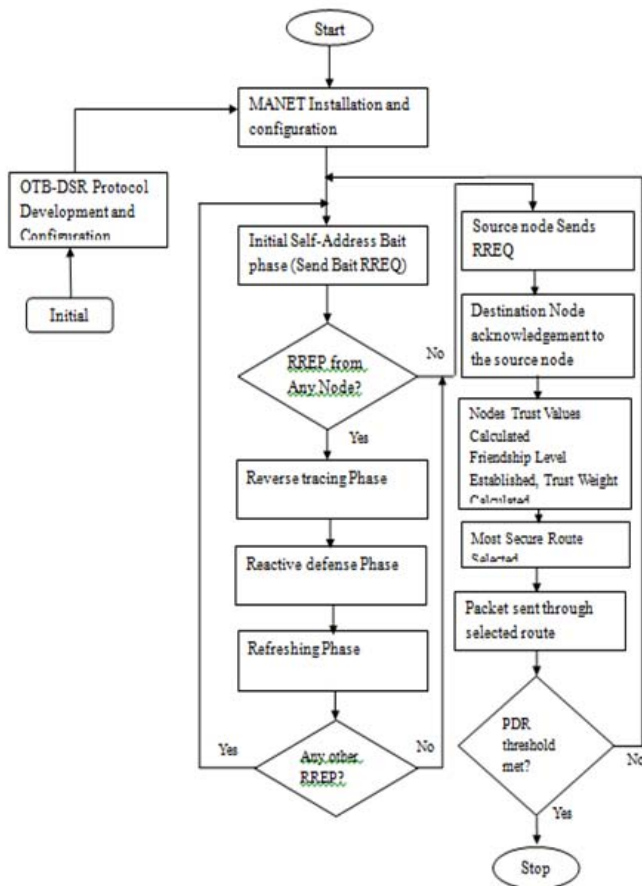 Start
MANET Installation and
configuration
OTB-DSR Protocol
Development and
Configuration
Initial
Initial Self-Address Bait
phase (Send Bait RREQ)
RREP from
Any Node?
No
Yes
Reverse tracing Phase
Reactive defense Phase
Refreshing Phase
Any other
RREP?
Yes
No
Source node Sends
RREQ
Destination Node
acknowledgement to
the source node
Nodes Trust Values
Calculated
Friendship Level
Established, Trust Weight
Calculated
Most Secure Route
Selected
Packet sent through
selected route
PDR
threshold
met?
No
Yes
Stop